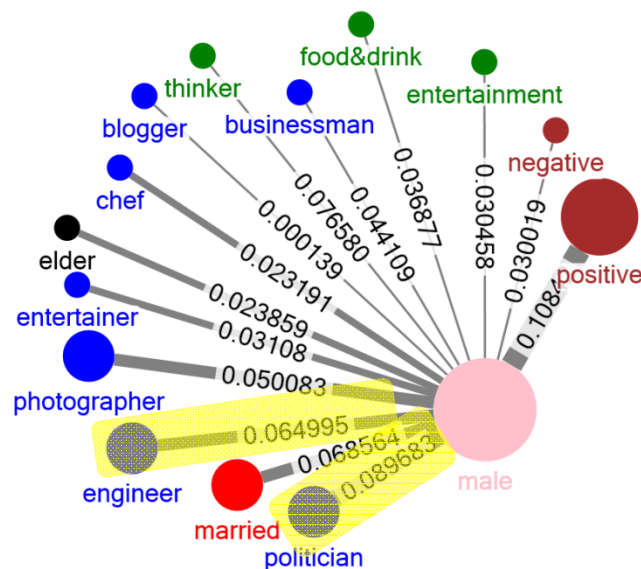 food&drink
thinker
entertainment
blogger
businessman
negative
chef
positive
elder
entertainer
photographer
engineer
married
politician
male
0.000139
0.076580
0.044109
0.036877
0.030458
0.030019
0.1084
0.023191
0.023859
0.03108
0.050083
0.064995
0.068564
0.089683